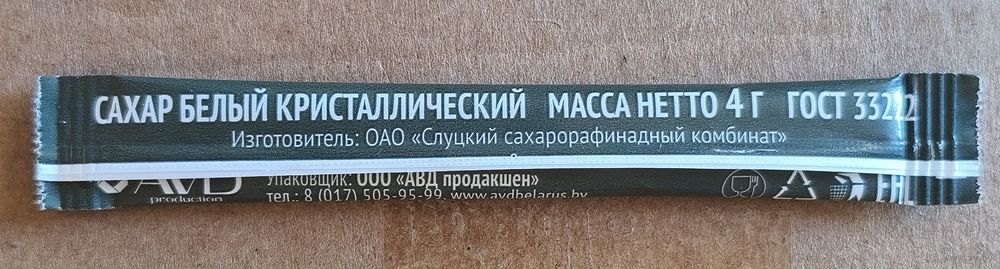 САХАР БЕЛЫЙ КРИСТАЛЛИЧЕСКИЙ МАССА НЕТТО 4 Г ГОСТ 33222
Изготовитель: ОАО «Слуцкий сахарорафинадный комбинат»
AVD Упаковщик: ООО "АВД продакшен"
production тел.: 8 (017) 505-95-99, www.avdbelarus.by
EAC